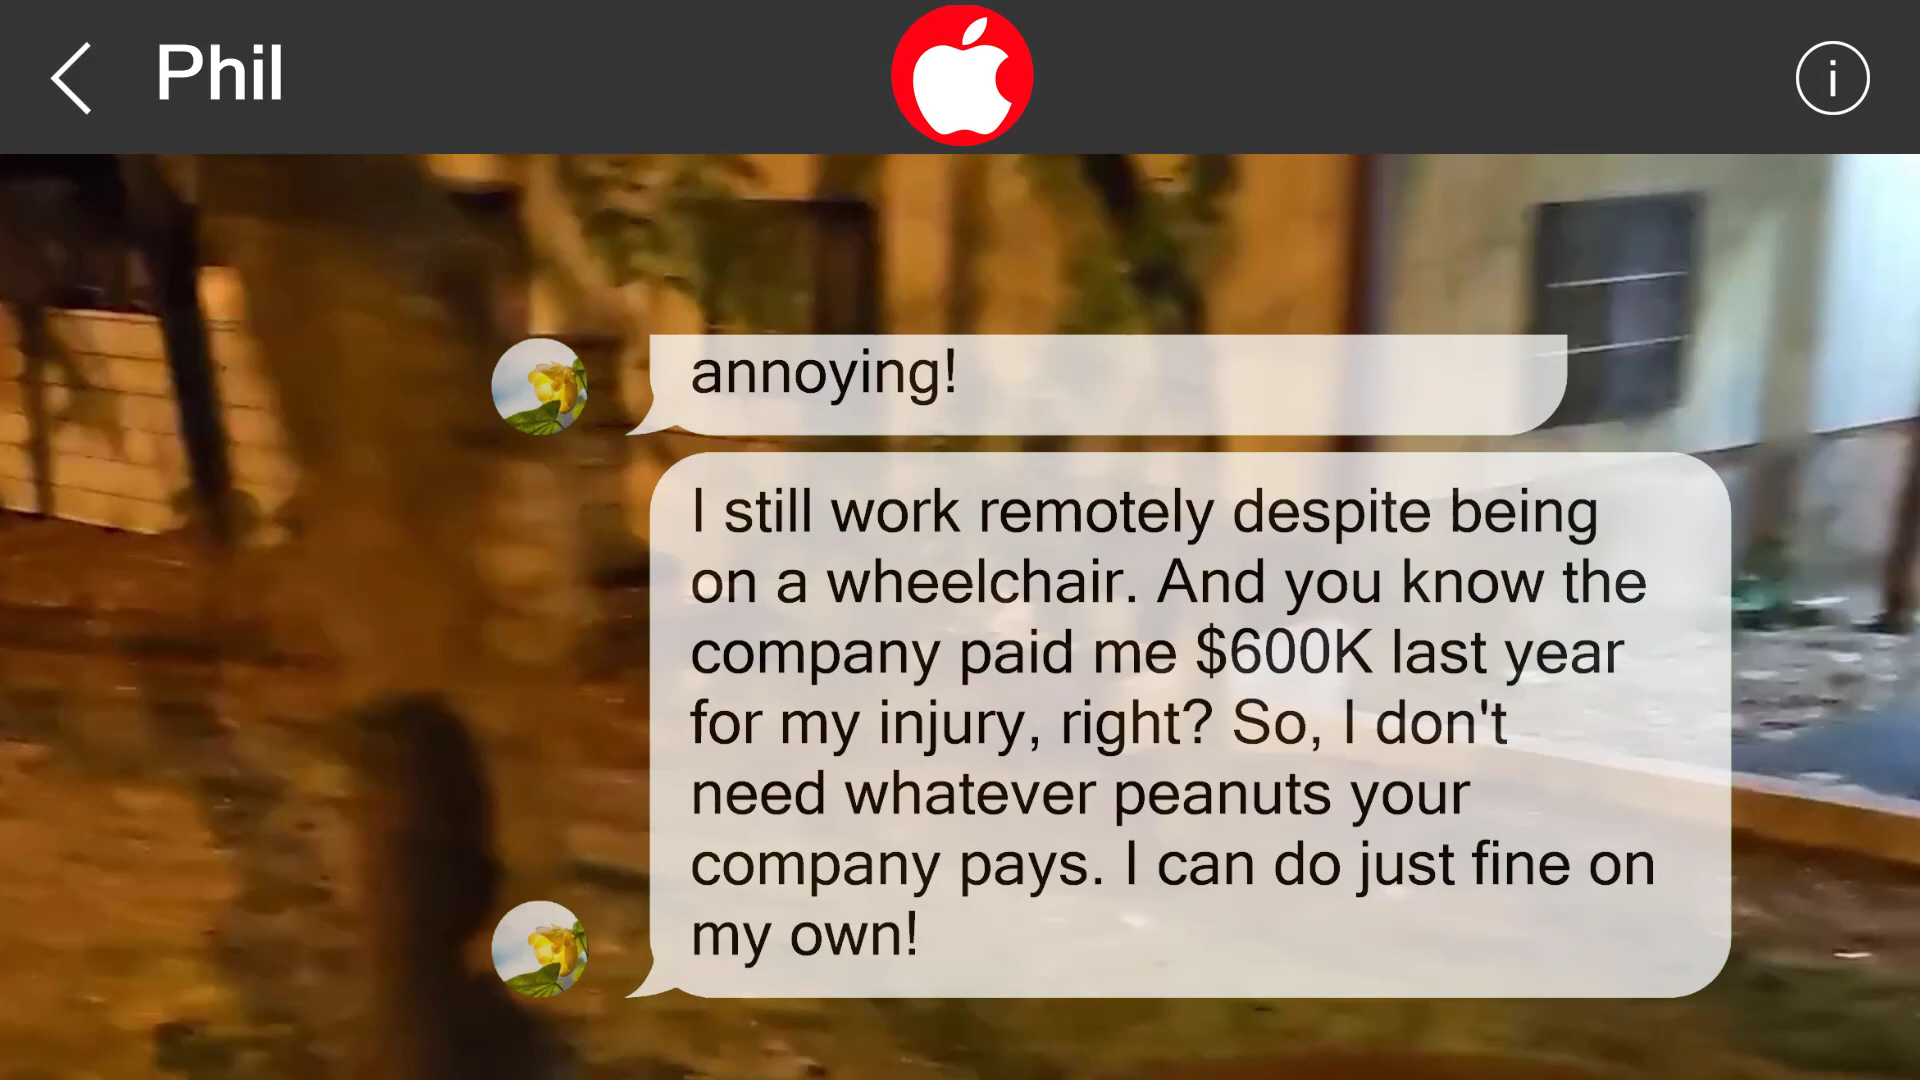 Phil
i
annoying!
I still work remotely despite being
on a wheelchair. And you know the
company paid me $600K last year
for my injury, right? So, I don't
need whatever peanuts your
company pays. I can do just fine on
my own!